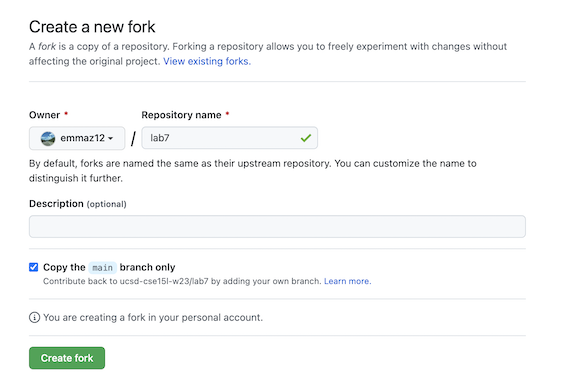 Create a new fork
A fork is a copy of a repository. Forking a repository allows you to freely experiment with changes without
affecting the original project. View existing forks.
Owner * Repository name *
emmaz12 / lab7
By default, forks are named the same as their upstream repository. You can customize the name to
distinguish it further.
Description (optional)
Copy the main branch only
Contribute back to ucsd-cse15l-w23/lab7 by adding your own branch. Learn more.
You are creating a fork in your personal account.
Create fork